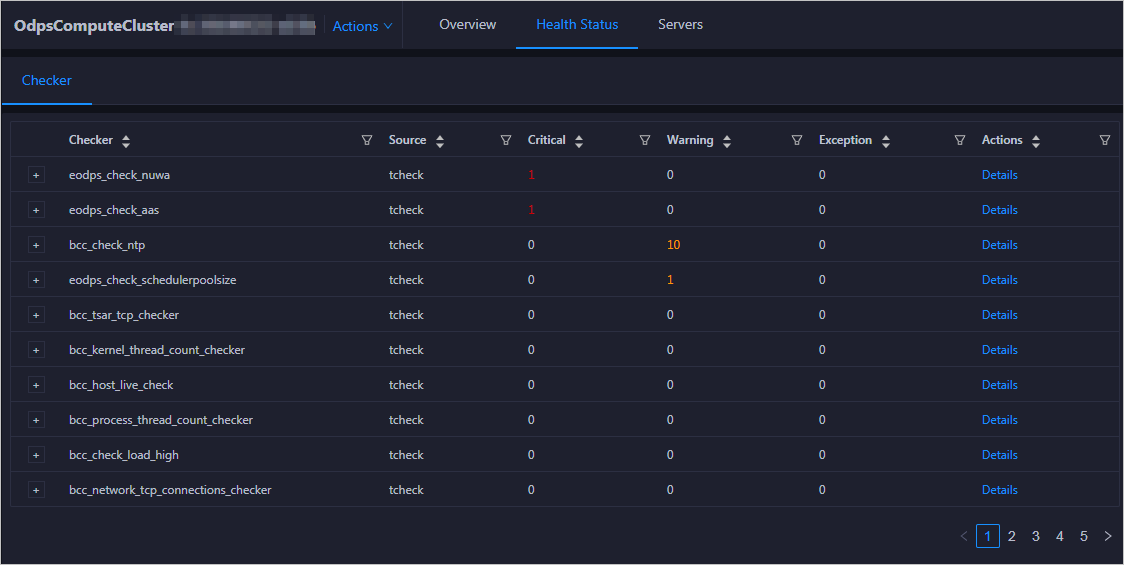 OdpsComputeCluster Actions Overview Health Status Servers
Checker
Checker Source Critical Warning Exception Actions
+ eodps_check_nuwa tcheck 1 0 0 Details
+ eodps_check_aas tcheck 1 0 0 Details
+ bcc_check_ntp tcheck 0 10 0 Details
+ eodps_check_schedulerpoolsize tcheck 0 1 0 Details
+ bcc_tsar_tcp_checker tcheck 0 0 0 Details
+ bcc_kernel_thread_count_checker tcheck 0 0 0 Details
+ bcc_host_live_check tcheck 0 0 0 Details
+ bcc_process_thread_count_checker tcheck 0 0 0 Details
+ bcc_check_load_high tcheck 0 0 0 Details
+ bcc_network_tcp_connections_checker tcheck 0 0 0 Details
< 1 2 3 4 5 >